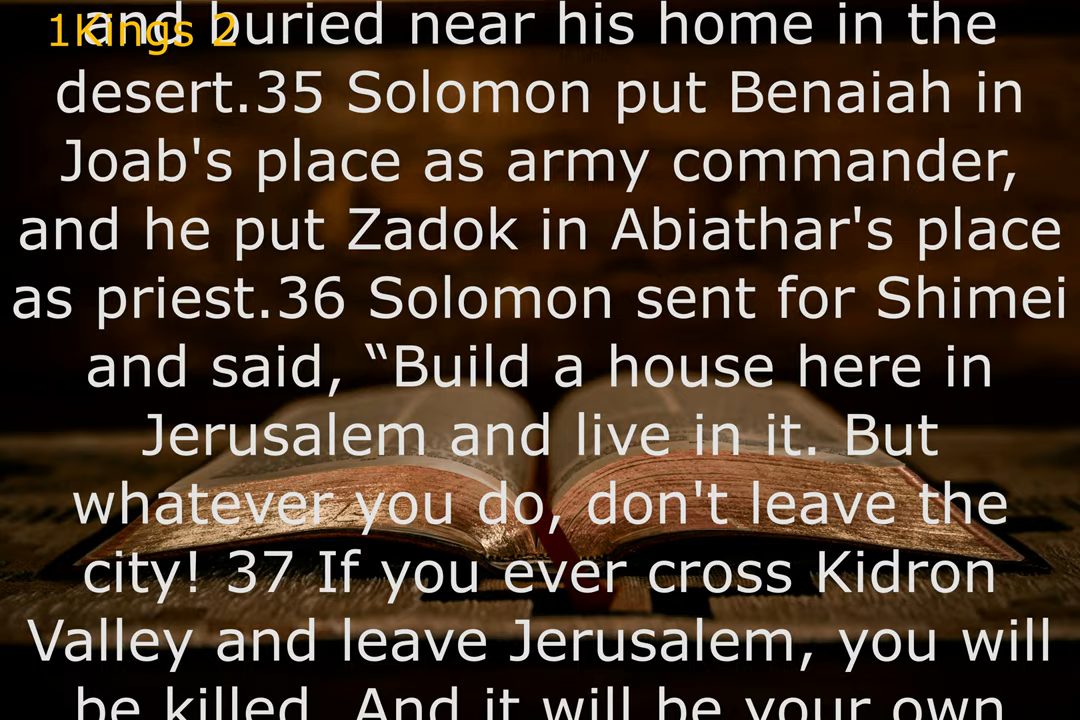 1Kings 2
and buried near his home in the
desert.35 Solomon put Benaiah in
Joab's place as army commander,
and he put Zadok in Abiathar's place
as priest.36 Solomon sent for Shimei
and said, “Build a house here in
Jerusalem and live in it. But
whatever you do, don't leave the
city! 37 If you ever cross Kidron
Valley and leave Jerusalem, you will
be killed. And it will be your own